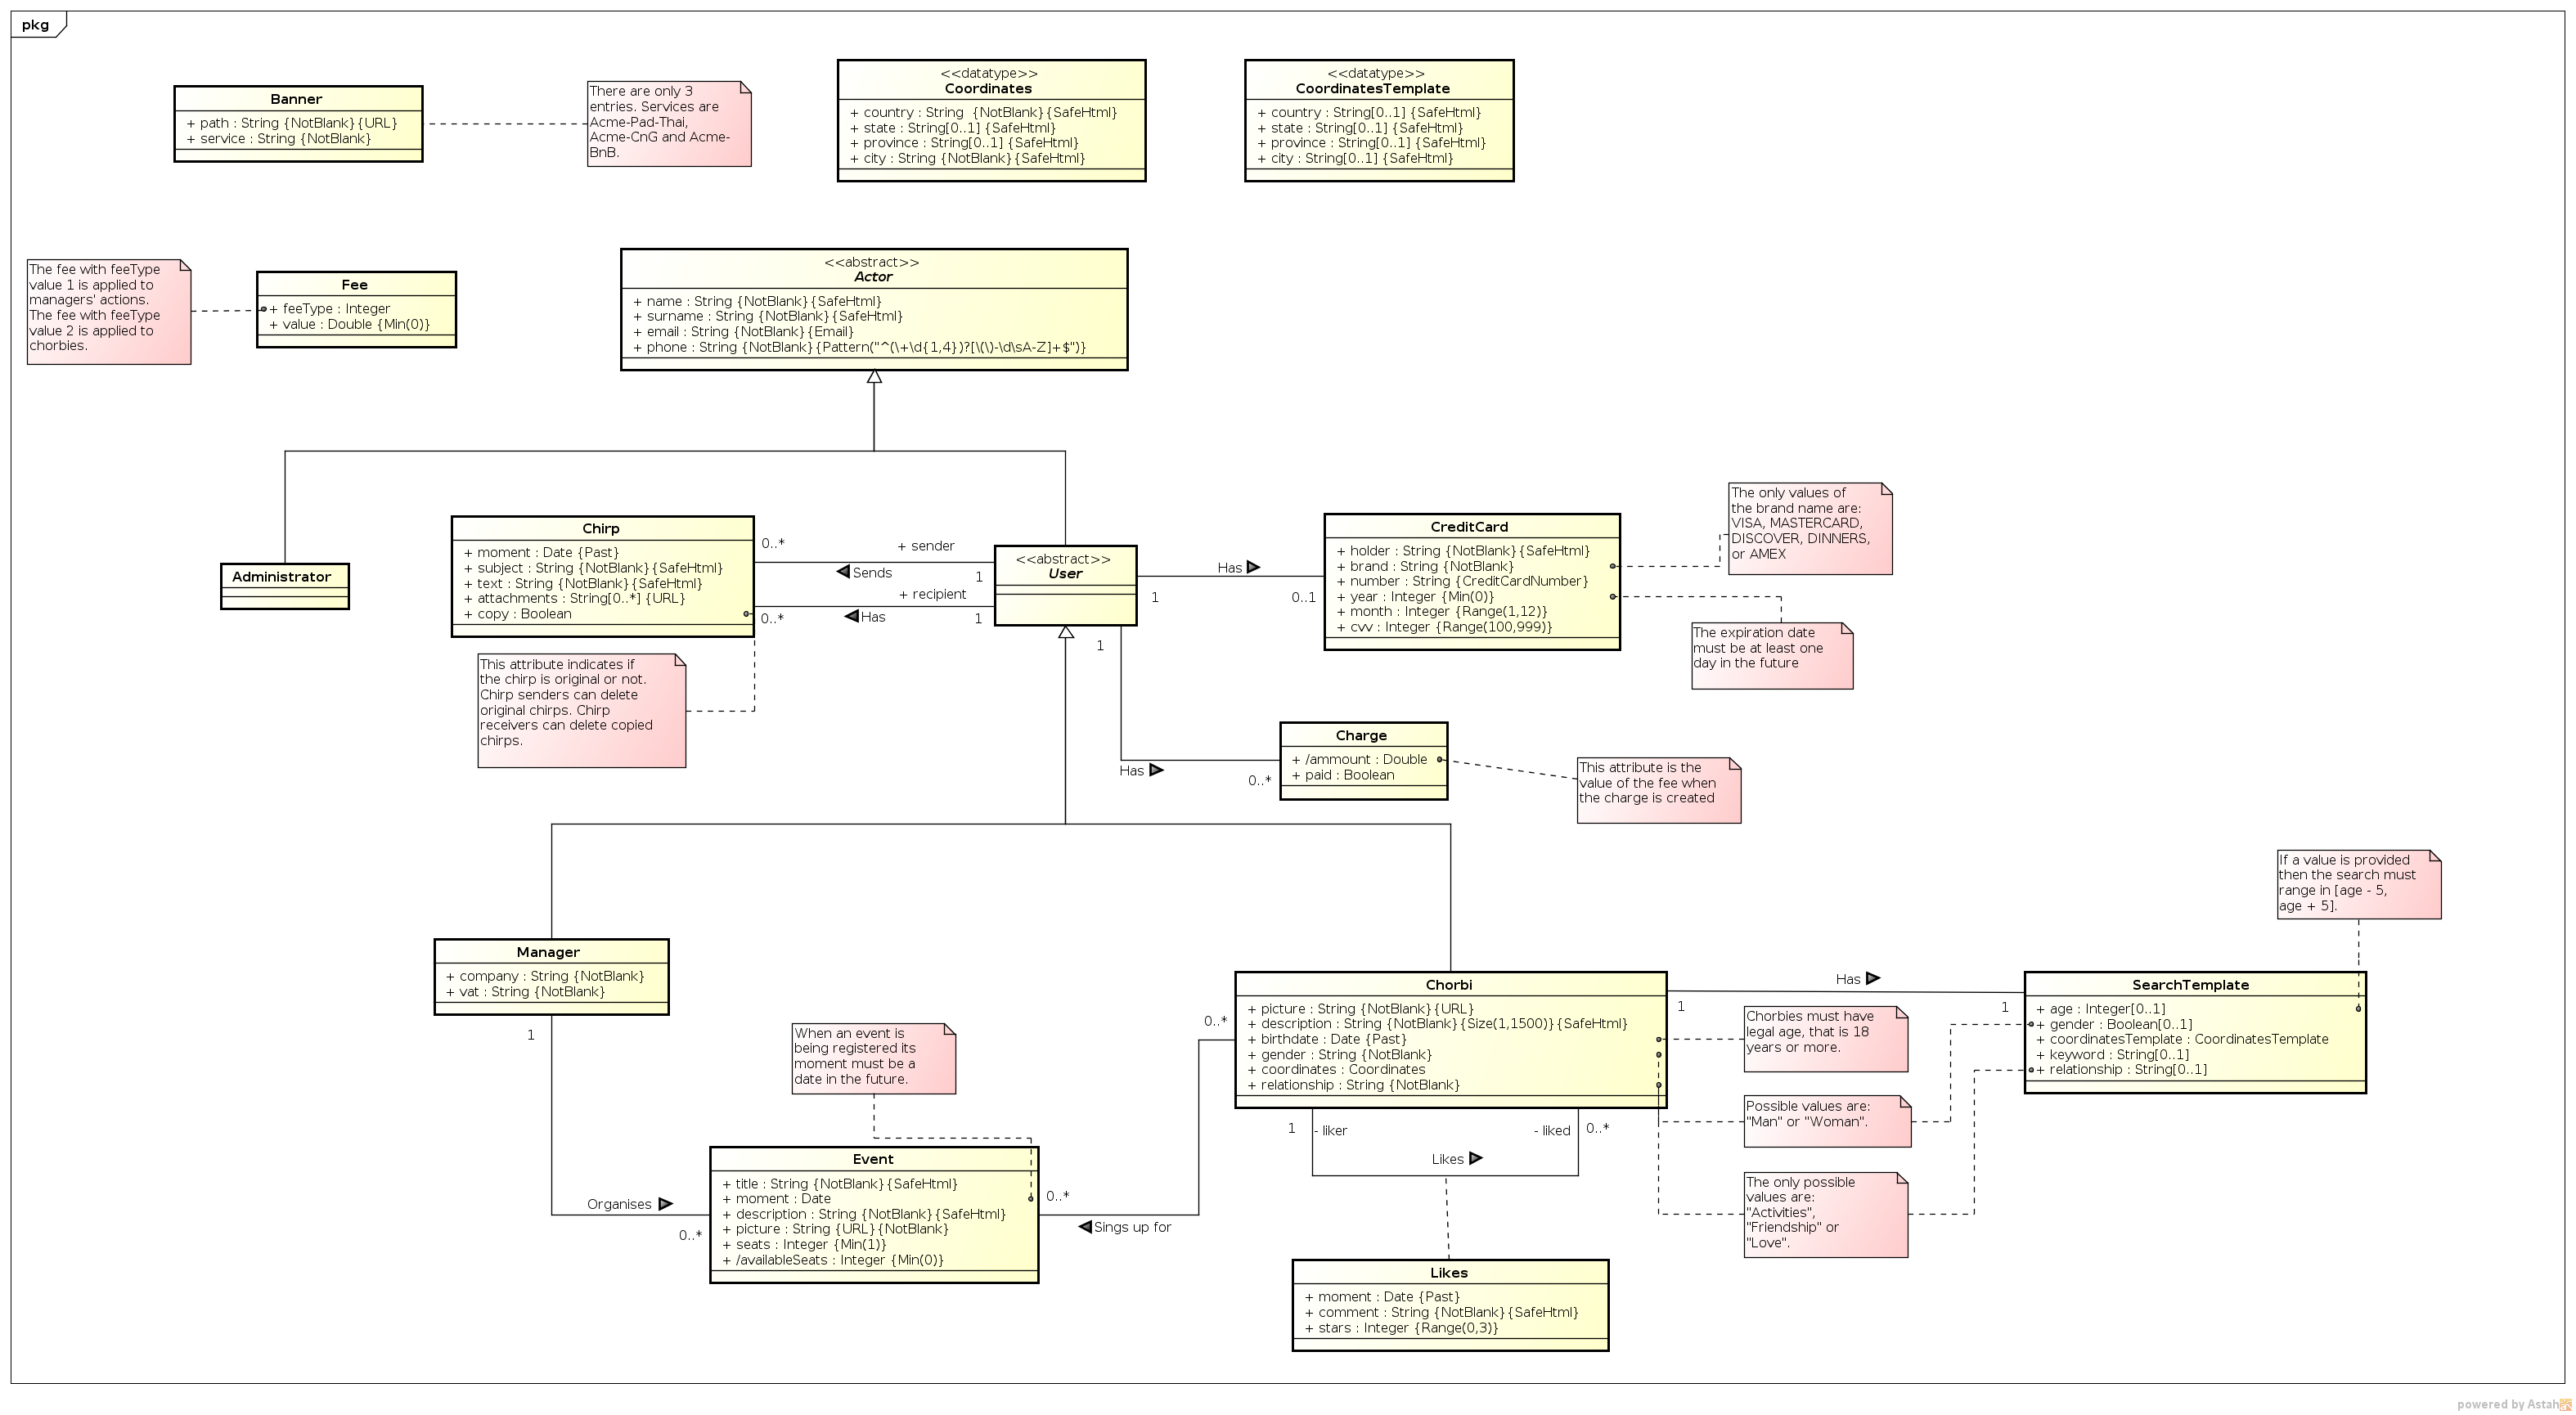 pkg
Banner
+ path : String {NotBlank}{URL}
+ service : String {NotBlank}
There are only 3
entries. Services are
Acme-Pad-Thai,
Acme-CnG and Acme-
BnB.
<<datatype>>
Coordinates
+ country : String {NotBlank}{SafeHtml}
+ state : String[0..1] {SafeHtml}
+ province : String[0..1] {SafeHtml}
+ city : String {NotBlank}{SafeHtml}
<<datatype>>
CoordinatesTemplate
+ country : String[0..1] {SafeHtml}
+ state : String[0..1] {SafeHtml}
+ province : String[0..1] {SafeHtml}
+ city : String[0..1] {SafeHtml}
The fee with feeType
value 1 is applied to
managers' actions.
The fee with feeType
value 2 is applied to
chorbies.
Fee
+ feeType : Integer
+ value : Double {Min(0)}
<<abstract>>
Actor
+ name : String {NotBlank}{SafeHtml}
+ surname : String {NotBlank}{SafeHtml}
+ email : String {NotBlank}{Email}
+ phone : String {NotBlank}{Pattern("^(\+\d{1,4})?[\(\)-\d\sA-Z]+$")}
Administrator
Chirp
+ moment : Date {Past}
+ subject : String {NotBlank}{SafeHtml}
+ text : String {NotBlank}{SafeHtml}
+ attachments : String[0..*] {URL}
+ copy : Boolean
0..*
+ sender
Sends
1
+ recipient
0..*
Has
1
<<abstract>>
User
Has
1
0..1
CreditCard
+ holder : String {NotBlank}{SafeHtml}
+ brand : String {NotBlank}
+ number : String {CreditCardNumber}
+ year : Integer {Min(0)}
+ month : Integer {Range(1,12)}
+ cvv : Integer {Range(100,999)}
The only values of
the brand name are:
VISA, MASTERCARD,
DISCOVER, DINNERS,
or AMEX
The expiration date
must be at least one
day in the future
This attribute indicates if
the chirp is original or not.
Chirp senders can delete
original chirps. Chirp
receivers can delete copied
chirps.
1
Has
0..*
Charge
+ /ammount : Double
+ paid : Boolean
This attribute is the
value of the fee when
the charge is created
Manager
+ company : String {NotBlank}
+ vat : String {NotBlank}
1
Organises
0..*
When an event is
being registered its
moment must be a
date in the future.
Event
+ title : String {NotBlank}{SafeHtml}
+ moment : Date
+ description : String {NotBlank}{SafeHtml}
+ picture : String {URL}{NotBlank}
+ seats : Integer {Min(1)}
+ /availableSeats : Integer {Min(0)}
0..*
Sings up for
0..*
Chorbi
+ picture : String {NotBlank}{URL}
+ description : String {NotBlank}{Size(1,1500)}{SafeHtml}
+ birthdate : Date {Past}
+ gender : String {NotBlank}
+ coordinates : Coordinates
+ relationship : String {NotBlank}
1
- liker
- liked
0..*
Likes
Likes
+ moment : Date {Past}
+ comment : String {NotBlank}{SafeHtml}
+ stars : Integer {Range(0,3)}
Has
1
1
Chorbies must have
legal age, that is 18
years or more.
Possible values are:
"Man" or "Woman".
The only possible
values are:
"Activities",
"Friendship" or
"Love".
If a value is provided
then the search must
range in [age - 5,
age + 5].
SearchTemplate
+ age : Integer[0..1]
+ gender : Boolean[0..1]
+ coordinatesTemplate : CoordinatesTemplate
+ keyword : String[0..1]
+ relationship : String[0..1]
powered by Astah